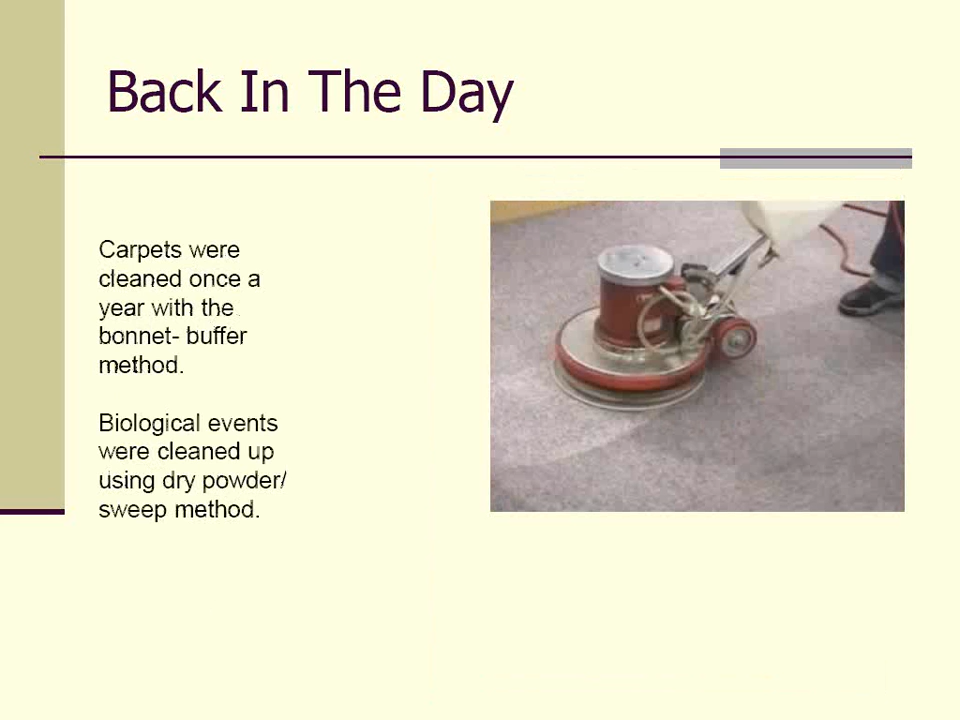 Back In The Day
Carpets were
cleaned once a
year with the
bonnet- buffer
method.
Biological events
were cleaned up
using dry powder/
sweep method.